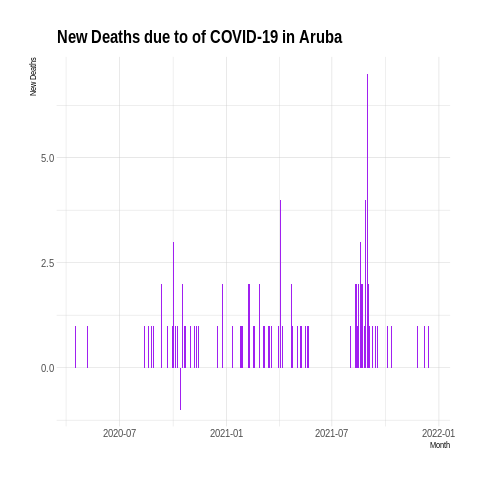 New Deaths due to of COVID-19 in Aruba
New Deaths
5.0
2.5
0.0
2020-07 2021-01 2021-07 2022-01
Month